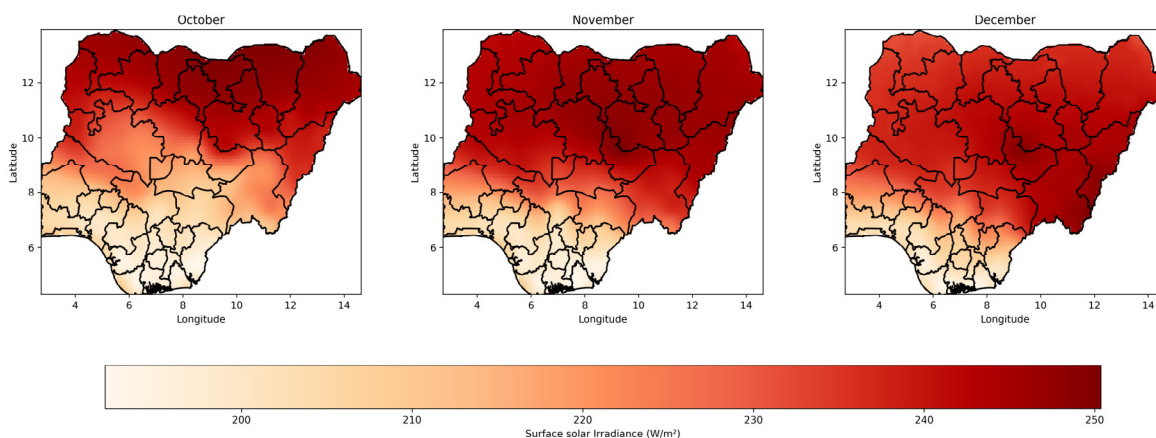 October
November
December
12
10
8
6
Latitude
4 6 8 10 12 14
Longitude
12
10
8
6
Latitude
4 6 8 10 12 14
Longitude
12
10
8
6
Latitude
4 6 8 10 12 14
Longitude
200 210 220 230 240 250
Surface solar Irradiance (W/m²)